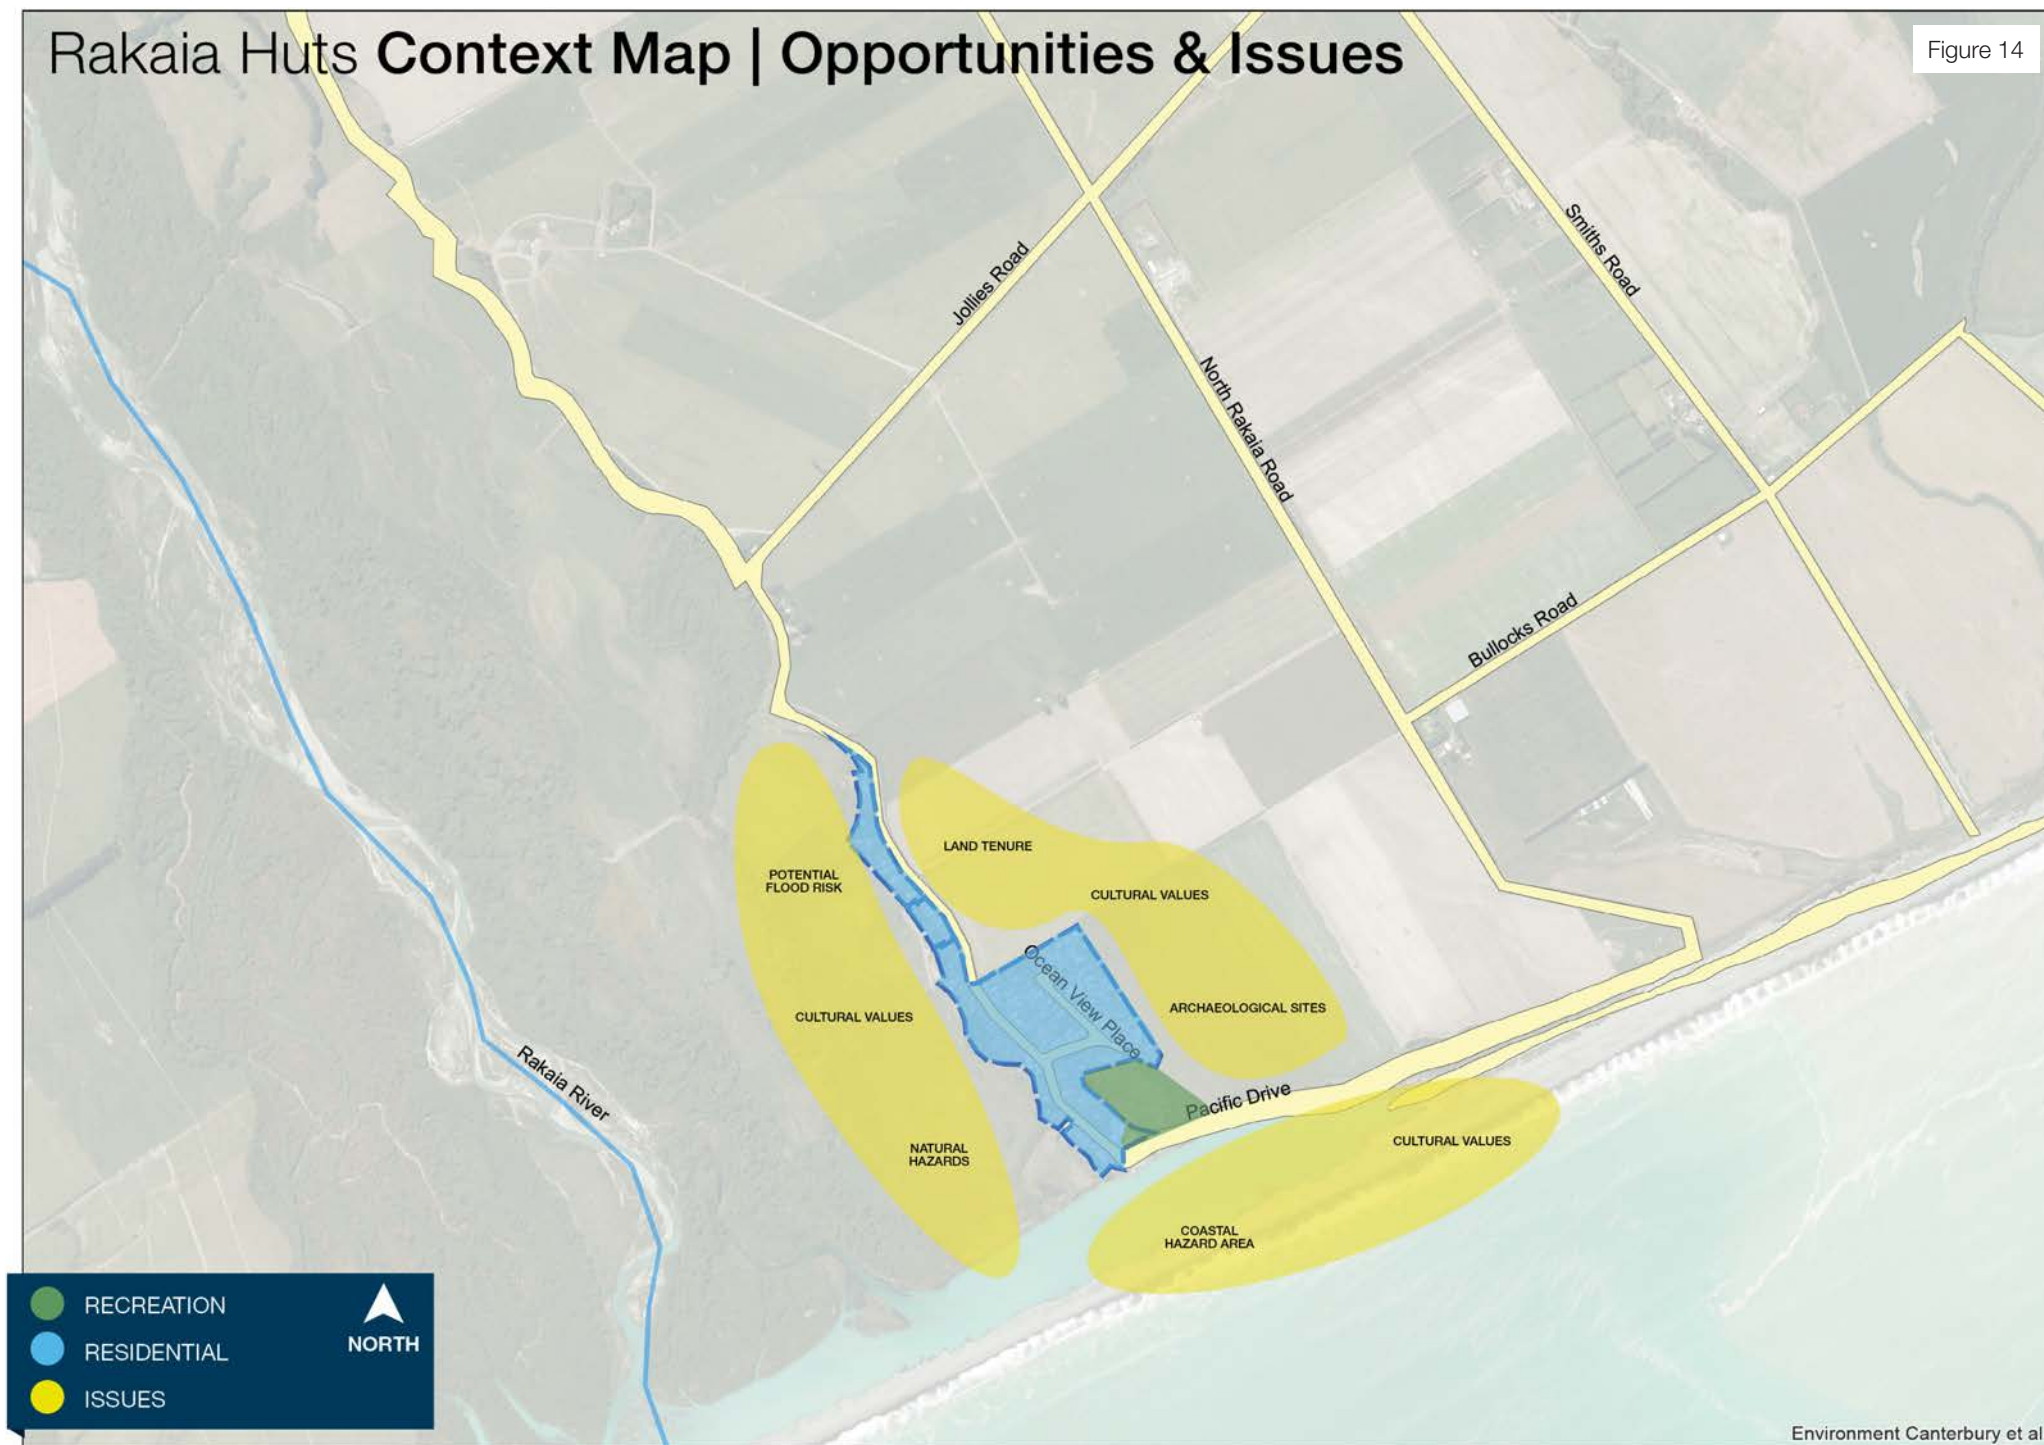 Rakaia Huts Context Map | Opportunities & Issues
Figure 14
Jollies Road
Smiths Road
North Rakaia Road
Bullocks Road
LAND TENURE
POTENTIAL
FLOOD RISK
CULTURAL VALUES
Ocean View Place
ARCHAEOLOGICAL SITES
CULTURAL VALUES
Rakaia River
Pacific Drive
NATURAL
HAZARDS
CULTURAL VALUES
COASTAL
HAZARD AREA
RECREATION
RESIDENTIAL
ISSUES
NORTH
Environment Canterbury et al